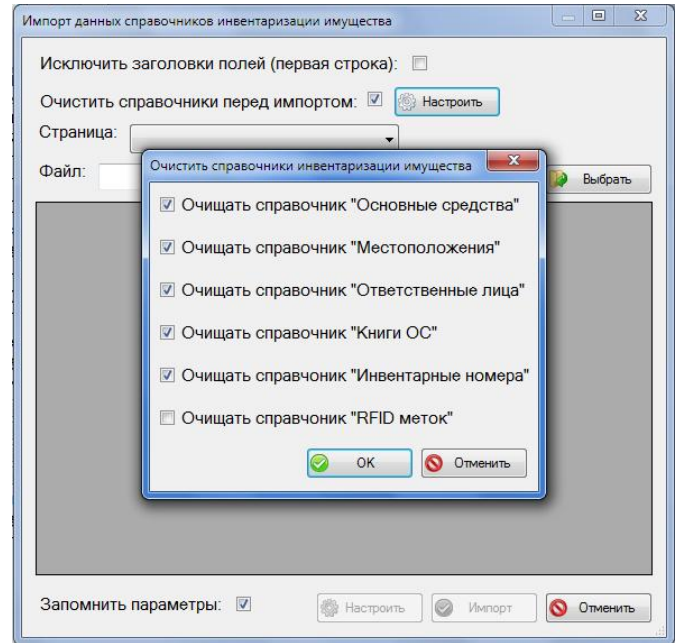 Импорт данных справочников инвентаризации имущества
Исключить заголовки полей (первая строка):
Очистить справочники перед импортом: Настроить
Страница:
Файл: Выбрать
Очистить справочники инвентаризации имущества
Очищать справочник "Основные средства"
Очищать справочник "Местоположения"
Очищать справочник "Ответственные лица"
Очищать справочник "Книги ОС"
Очищать справчоник "Инвентарные номера"
Очищать справчоник "RFID меток"
OK Отменить
Запомнить параметры: Настроить Импорт Отменить